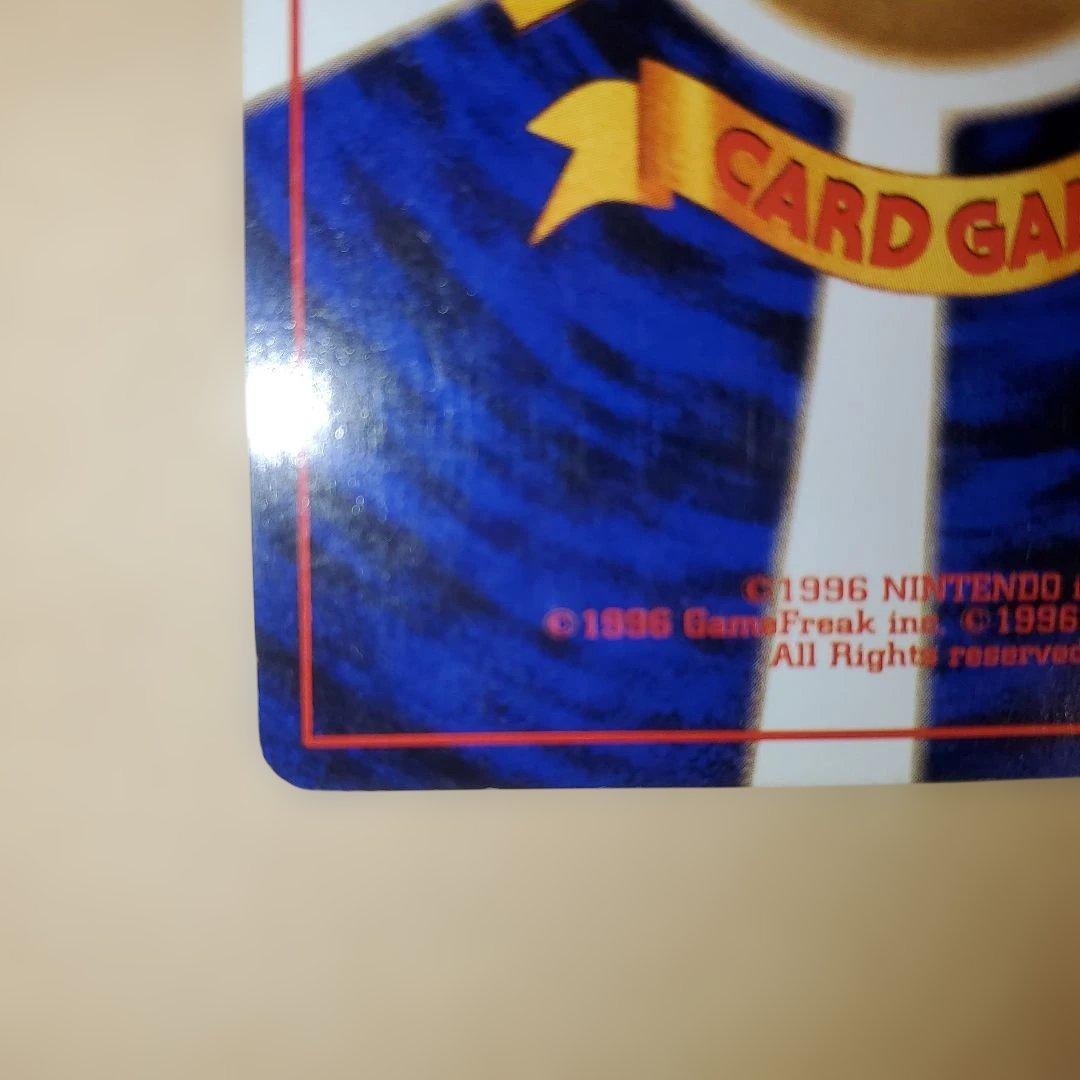 CARD GA
©1996 NINTENDO
©1996 GameFreak inc. ©1996
All Rights reserved